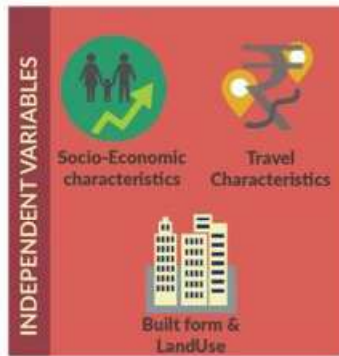 INDEPENDENT VARIABLES
Socio-Economic
characteristics
Travel
Characteristics
Built form &
LandUse